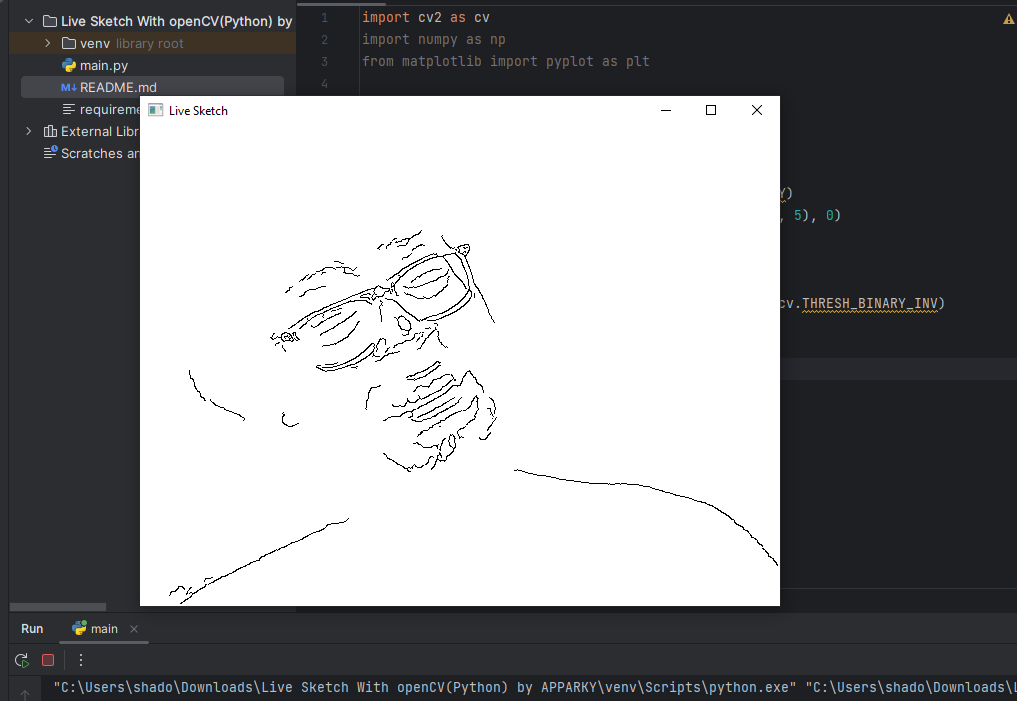 Live Sketch With openCV(Python) by
venv library root
main.py
README.md
External Libr
Scratches
1 import cv2 as cv
2 import numpy as np
3 from matplotlib import pyplot as plt
4
Live Sketch
)
, 5), 0)
cv.THRESH_BINARY_INV)
Run main
"C:\Users\shado\Downloads\Live Sketch With openCV(Python) by APPARKY\venv\Scripts\python.exe" "C:\Users\shado\Downloads\